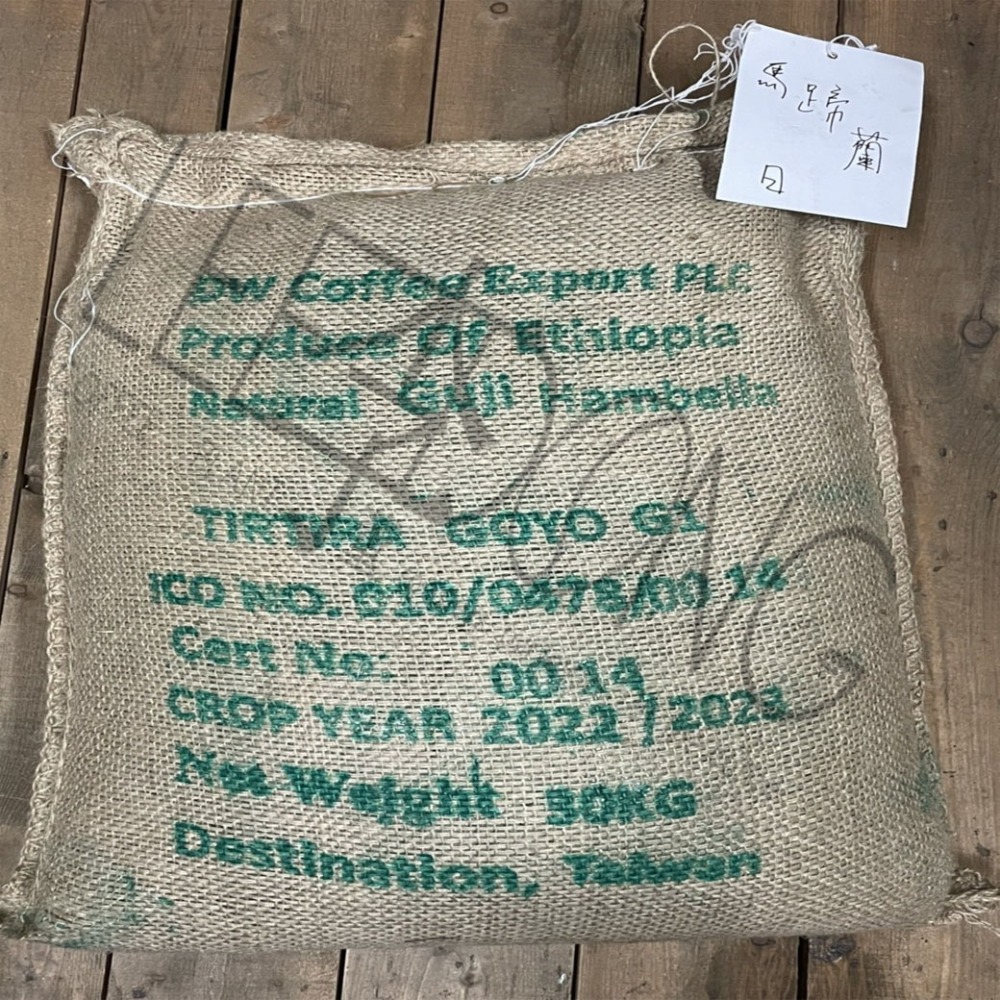 馬蹄蘭
日
DW Coffee Export PLC
Produce Of Ethiopia
Natural Guji Hambella
TIRTIRA GOYO G1
ICO NO. 010/0478/00 14
Cert No: 00 14
CROP YEAR 2022/2023
Net Weight 30KG
Destination, Taiwan